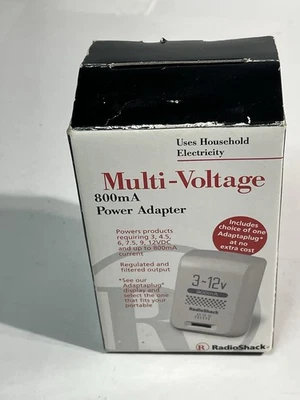 Uses Household
Electricity
Multi-Voltage
800mA
Power Adapter
Powers products
requiring 3, 4.5,
6, 7.5, 9, 12VDC
and up to 800mA
current
Regulated and
filtered output
*See our
Adaptaplug®
display and
select the one
that fits your
portable
Includes
choice of one
Adaptaplug*
at no
extra cost
3-12v
RadioShack
R RadioShack